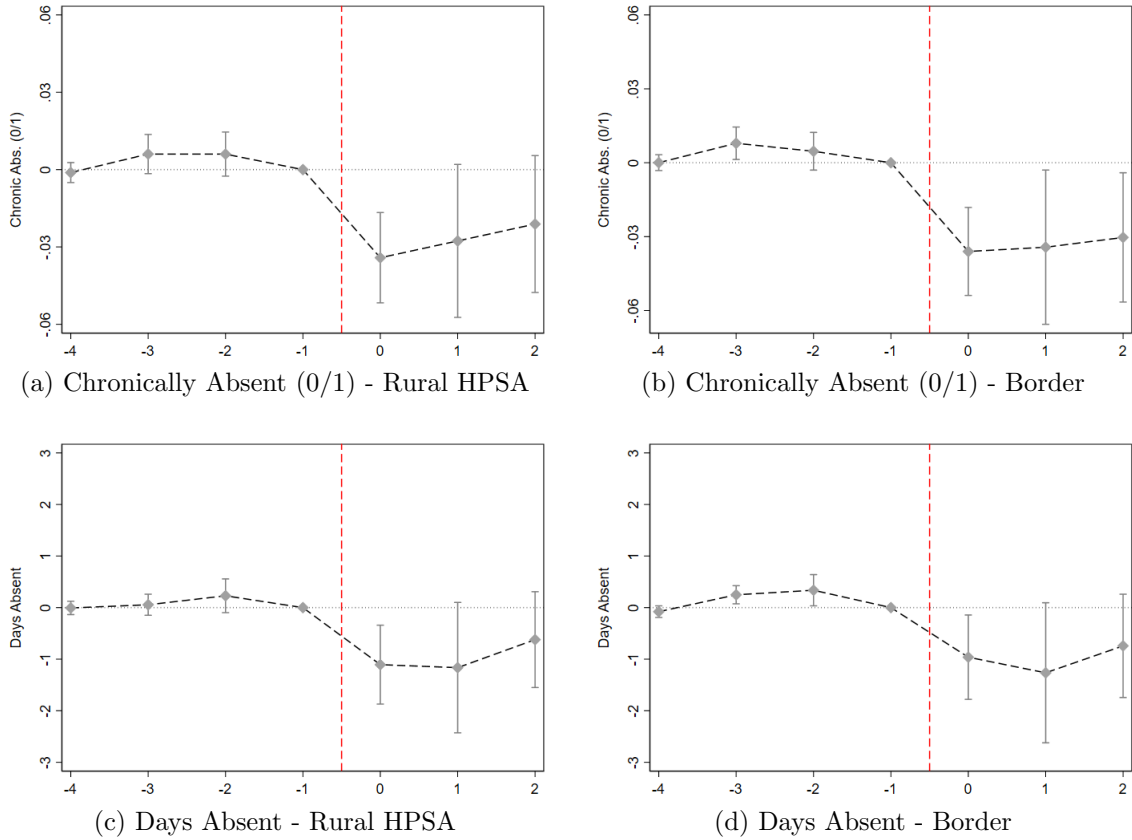 .06
.03
0
-.03
-.06
Chronic Abs. (0/1)
-4 -3 -2 -1 0 1 2
(a) Chronically Absent (0/1) - Rural HPSA
.06
.03
0
-.03
-.06
Chronic Abs. (0/1)
-4 -3 -2 -1 0 1 2
(b) Chronically Absent (0/1) - Border
3
2
1
0
-1
-2
-3
Days Absent
-4 -3 -2 -1 0 1 2
(c) Days Absent - Rural HPSA
3
2
1
0
-1
-2
-3
Days Absent
-4 -3 -2 -1 0 1 2
(d) Days Absent - Border